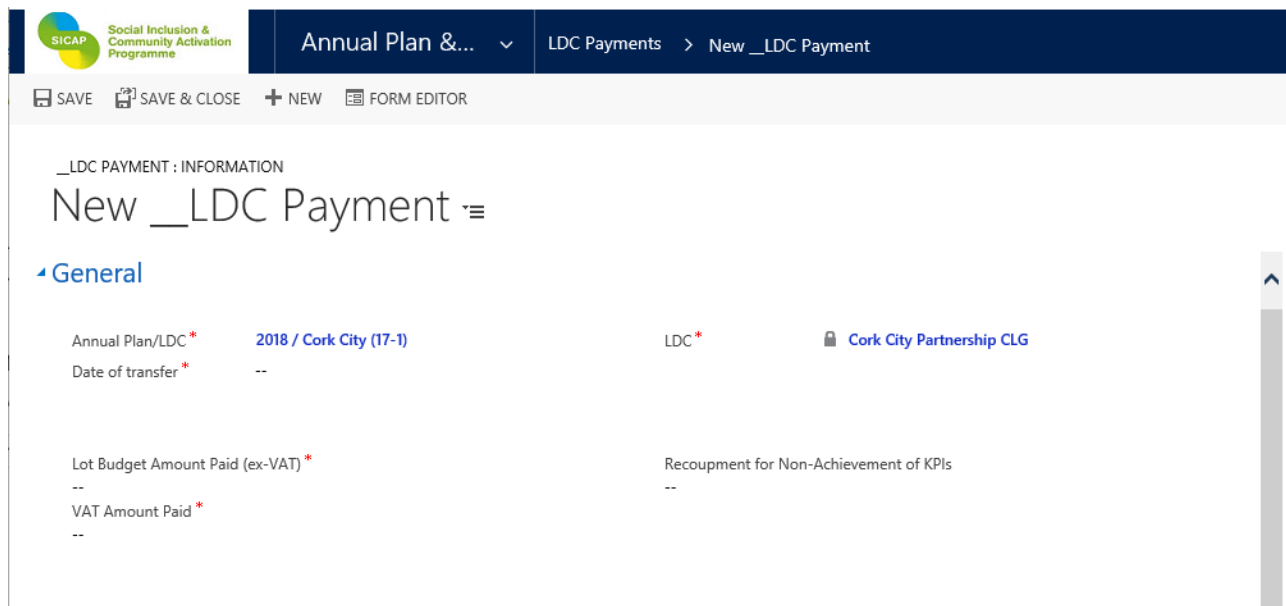 SICAP
Social Inclusion &
Community Activation
Programme
Annual Plan &...
LDC Payments > New __LDC Payment
SAVE SAVE & CLOSE NEW FORM EDITOR
__LDC PAYMENT : INFORMATION
New __LDC Payment
General
Annual Plan/LDC* 2018 / Cork City (17-1) LDC* Cork City Partnership CLG
Date of transfer* --
Lot Budget Amount Paid (ex-VAT)* Recoupment for Non-Achievement of KPIs
-- --
VAT Amount Paid*
--